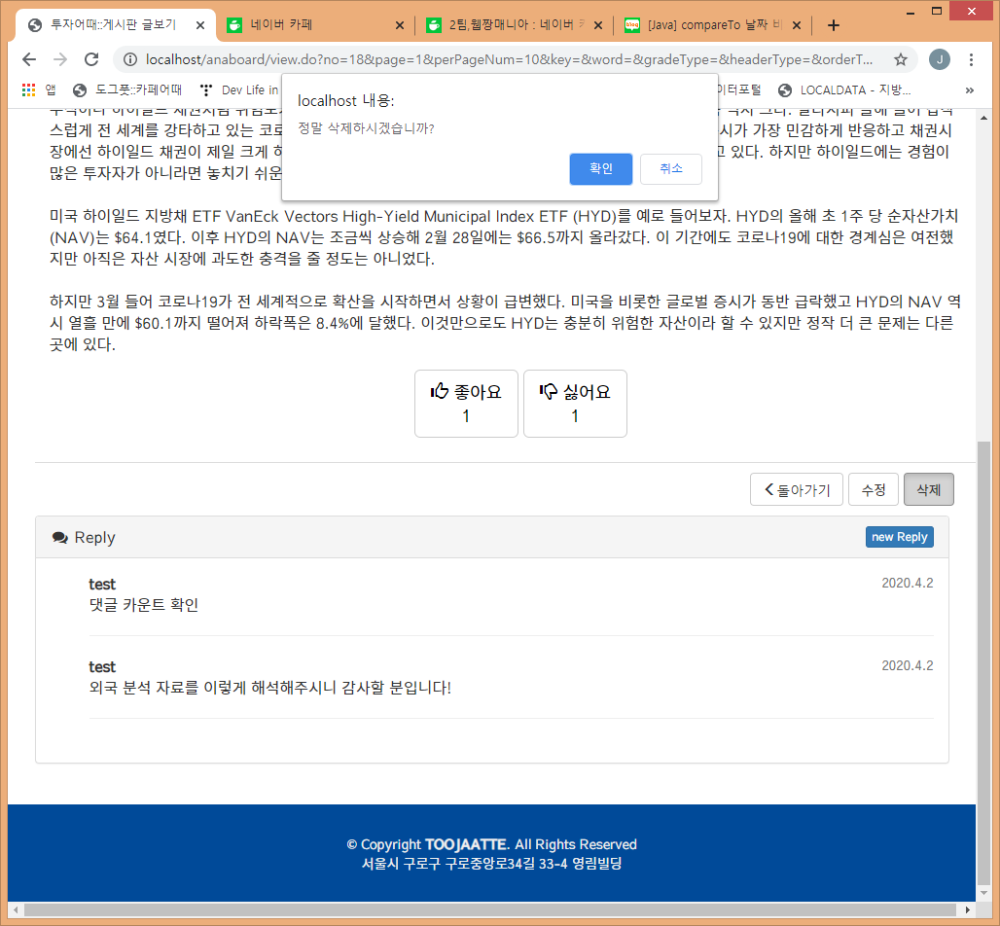 투자어때::게시판 글보기
네이버 카페
2팀,웹짱매니아 : 네이버 카
[Java] compareTo 날짜 비
localhost/anaboard/view.do?no=18&page=1&perPageNum=10&key=&word=&gradeType=&headerType=&orderT...
J
앱
도그풋::카페어때
Dev Life in
이터포털
LOCALDATA - 지방...
localhost 내용:
정말 삭제하시겠습니까?
확인
취소
스럽게 전 세계를 강타하고 있는 코로
시가 가장 민감하게 반응하고 채권시
장에선 하이일드 채권이 제일 크게 하
고 있다. 하지만 하이일드에는 경험이
많은 투자자가 아니라면 놓치기 쉬운
미국 하이일드 지방채 ETF VanEck Vectors High-Yield Municipal Index ETF (HYD)를 예로 들어보자. HYD의 올해 초 1주 당 순자산가치
(NAV)는 $64.1였다. 이후 HYD의 NAV는 조금씩 상승해 2월 28일에는 $66.5까지 올라갔다. 이 기간에도 코로나19에 대한 경계심은 여전했
지만 아직은 자산 시장에 과도한 충격을 줄 정도는 아니었다.
하지만 3월 들어 코로나19가 전 세계적으로 확산을 시작하면서 상황이 급변했다. 미국을 비롯한 글로벌 증시가 동반 급락했고 HYD의 NAV 역
시 열흘 만에 $60.1까지 떨어져 하락폭은 8.4%에 달했다. 이것만으로도 HYD는 충분히 위험한 자산이라 할 수 있지만 정작 더 큰 문제는 다른
곳에 있다.
좋아요
1
싫어요
1
돌아가기
수정
삭제
Reply
new Reply
test
2020.4.2
댓글 카운트 확인
test
2020.4.2
외국 분석 자료를 이렇게 해석해주시니 감사할 분입니다!
© Copyright TOOJAATTE. All Rights Reserved
서울시 구로구 구로중앙로34길 33-4 영림빌딩